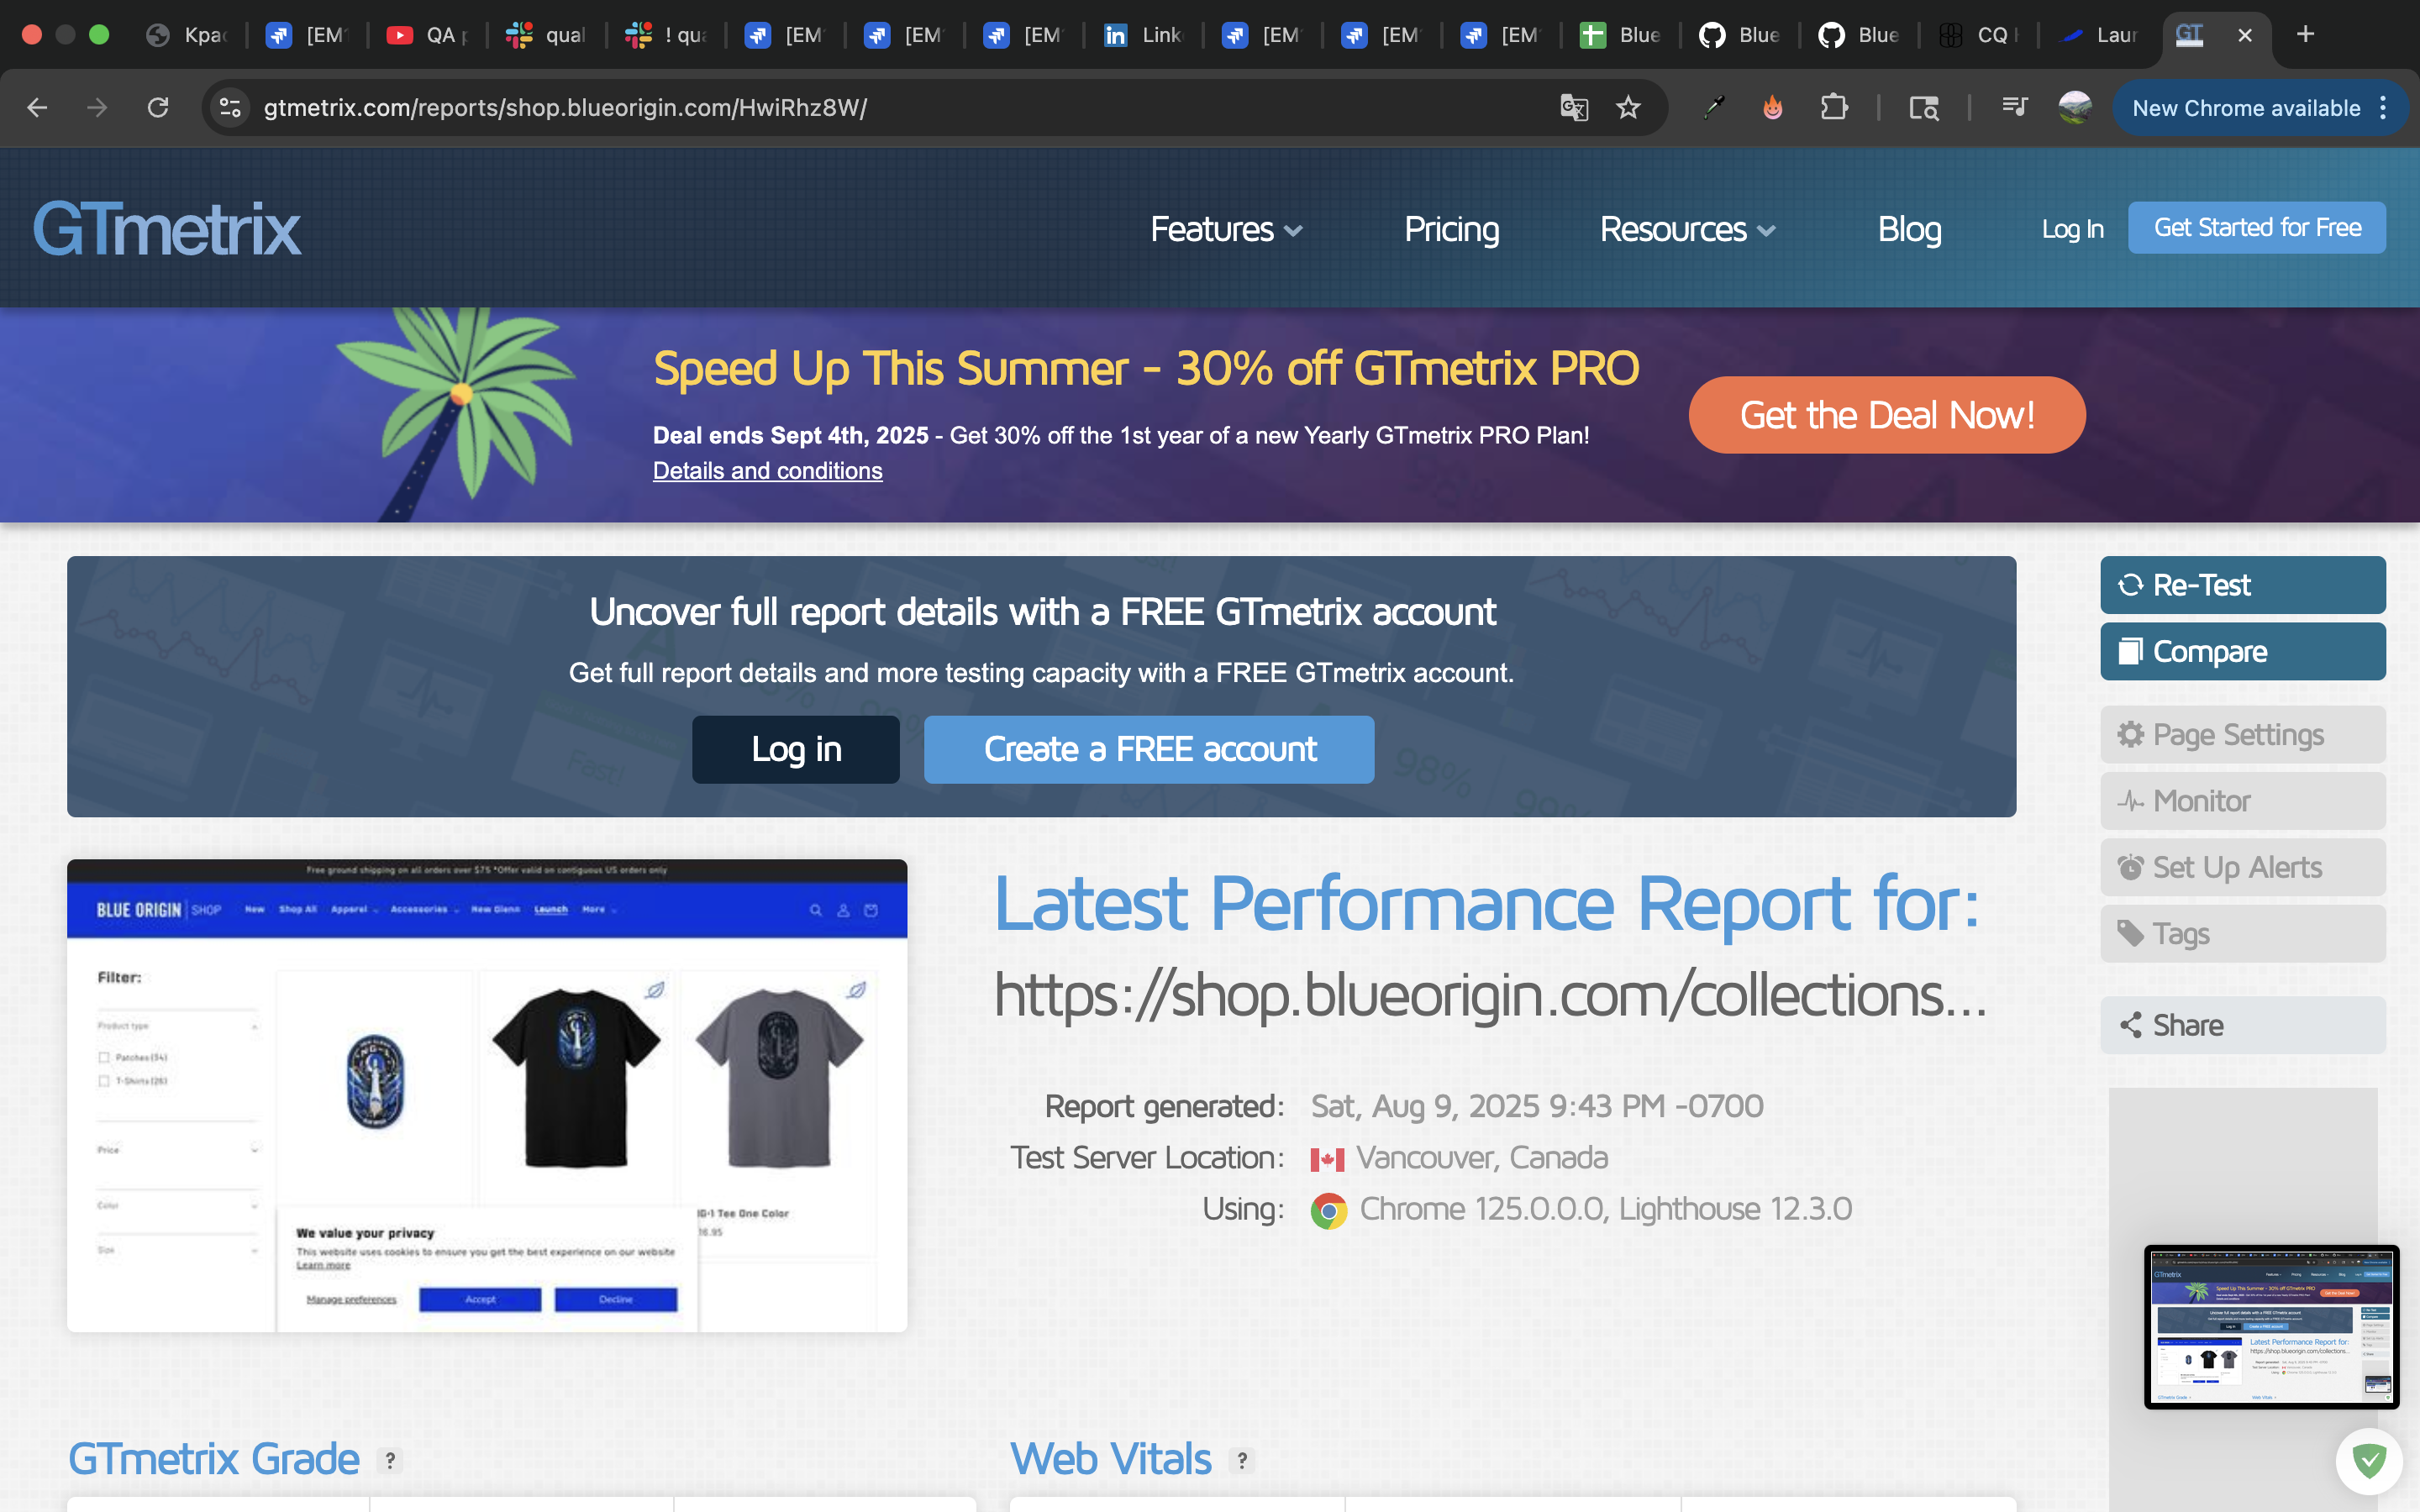 Kpa
[EM
QA
qual
! qu
[EM
[EM
[EM
Link
[EM
[EM
[EM
Blue
Blue
Blue
CQ
Laur
GT
gtmetrix.com/reports/shop.blueorigin.com/HwiRhz8W/
New Chrome available
GTmetrix
Features
Pricing
Resources
Blog
Log In
Get Started for Free
Speed Up This Summer - 30% off GTmetrix PRO
Deal ends Sept 4th, 2025 - Get 30% off the 1st year of a new Yearly GTmetrix PRO Plan!
Details and conditions
Get the Deal Now!
Uncover full report details with a FREE GTmetrix account
Get full report details and more testing capacity with a FREE GTmetrix account.
Log in
Create a FREE account
Re-Test
Compare
Page Settings
Monitor
Set Up Alerts
Tags
Share
Free ground shipping on all orders over $75 *Offer valid on contiguous US orders only
BLUE ORIGIN SHOP
New
Shop All
Apparel
Accessories
New Glenn
Launch
More
Filter:
Product type
Patches (54)
T-Shirts (26)
Price
Color
Size
NG-1 Tee One Color
We value your privacy
This website uses cookies to ensure you get the best experience on our website
Learn more
Manage preferences
Accept
Decline
Latest Performance Report for:
https://shop.blueorigin.com/collections...
Report generated: Sat, Aug 9, 2025 9:43 PM -0700
Test Server Location: Vancouver, Canada
Using: Chrome 125.0.0.0, Lighthouse 12.3.0
GTmetrix Grade ?
Web Vitals ?